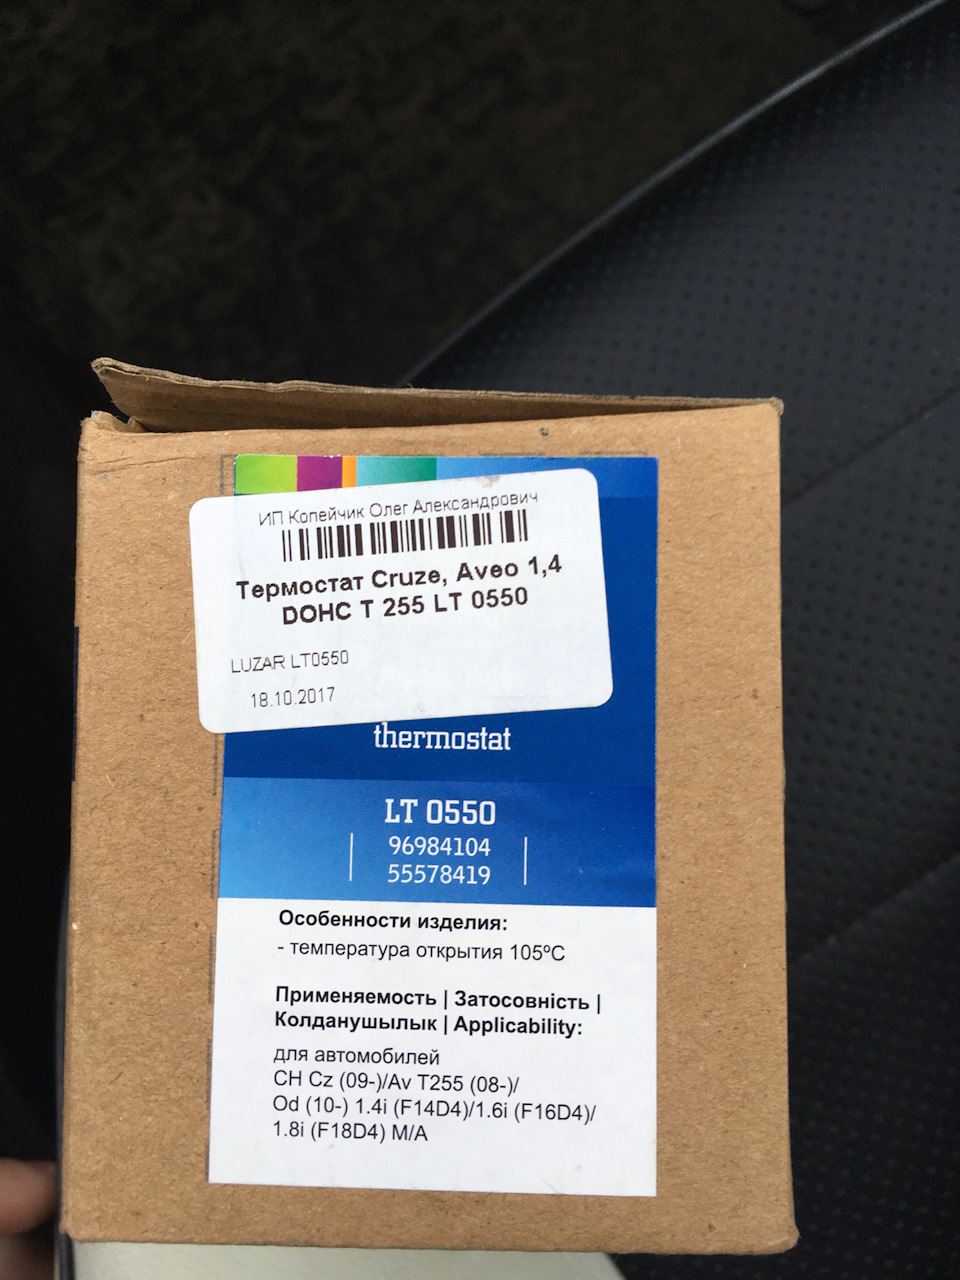 ИП Копейчик Олег Александрович
Термостат Cruze, Aveo 1,4
DOHC T 255 LT 0550
LUZAR LT0550
18.10.2017
thermostat
LT 0550
96984104
55578419
Особенности изделия:
- температура открытия 105ºС
Применяемость | Затосовність |
Колданушылык | Applicability:
для автомобилей
CH Cz (09-)/Av T255 (08-)/
Od (10-) 1.4i (F14D4)/1.6i (F16D4)/
1.8i (F18D4) M/A